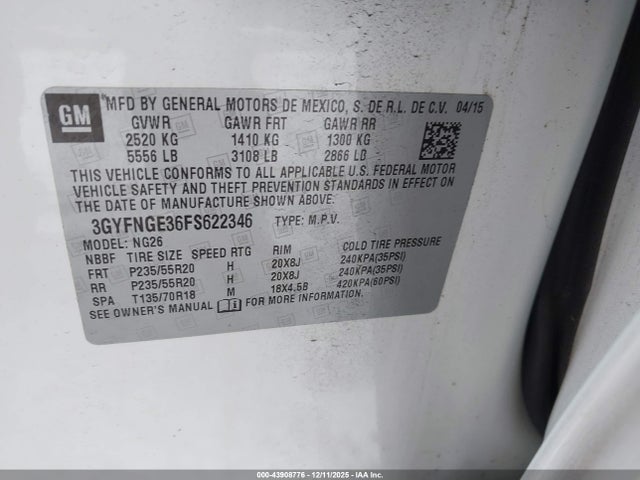 GM
MFD BY GENERAL MOTORS DE MEXICO, S. DE R.L. DE C.V. 04/15
GVWR GAWR FRT GAWR RR
2520 KG 1410 KG 1300 KG
5556 LB 3108 LB 2866 LB
THIS VEHICLE CONFORMS TO ALL APPLICABLE U.S. FEDERAL MOTOR
VEHICLE SAFETY AND THEFT PREVENTION STANDARDS IN EFFECT ON
THE DATE OF MANUFACTURE SHOWN ABOVE.
3GYFNGE36FS622346 TYPE: M.P.V.
MODEL: NG26
NBBF TIRE SIZE SPEED RTG RIM COLD TIRE PRESSURE
FRT P235/55R20 H 20X8J 240KPA(35PSI)
RR P235/55R20 H 20X8J 240KPA(35PSI)
SPA T135/70R18 M 18X4.5B 420KPA(60PSI)
SEE OWNER'S MANUAL FOR MORE INFORMATION.
00-43908776 - 12/11/2025 - IAA Inc. (IAA)